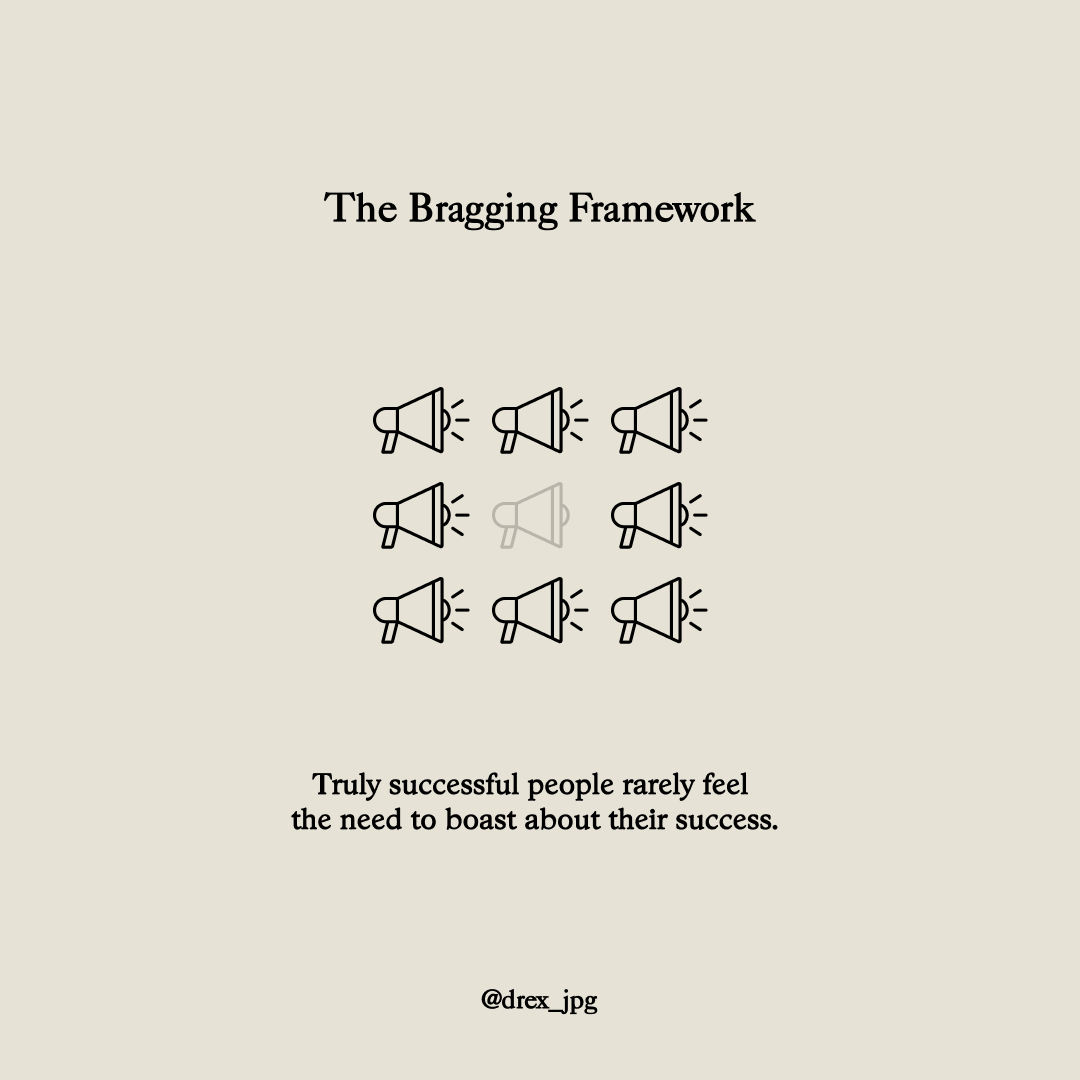 The Bragging Framework
Truly successful people rarely feel
the need to boast about their success.
@drex_jpg